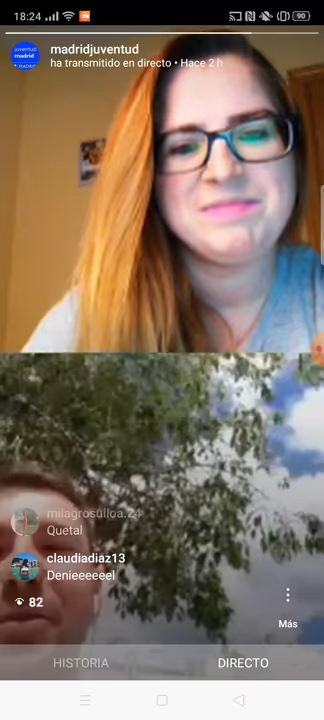 18:24
90
juventud
madrid
¡MADRID!
madridjuventud
ha transmitido en directo • Hace 2 h
milagrosulloa.24
Quetal
claudiadiaz13
Denieeeeeel
82
Más
HISTORIA
DIRECTO